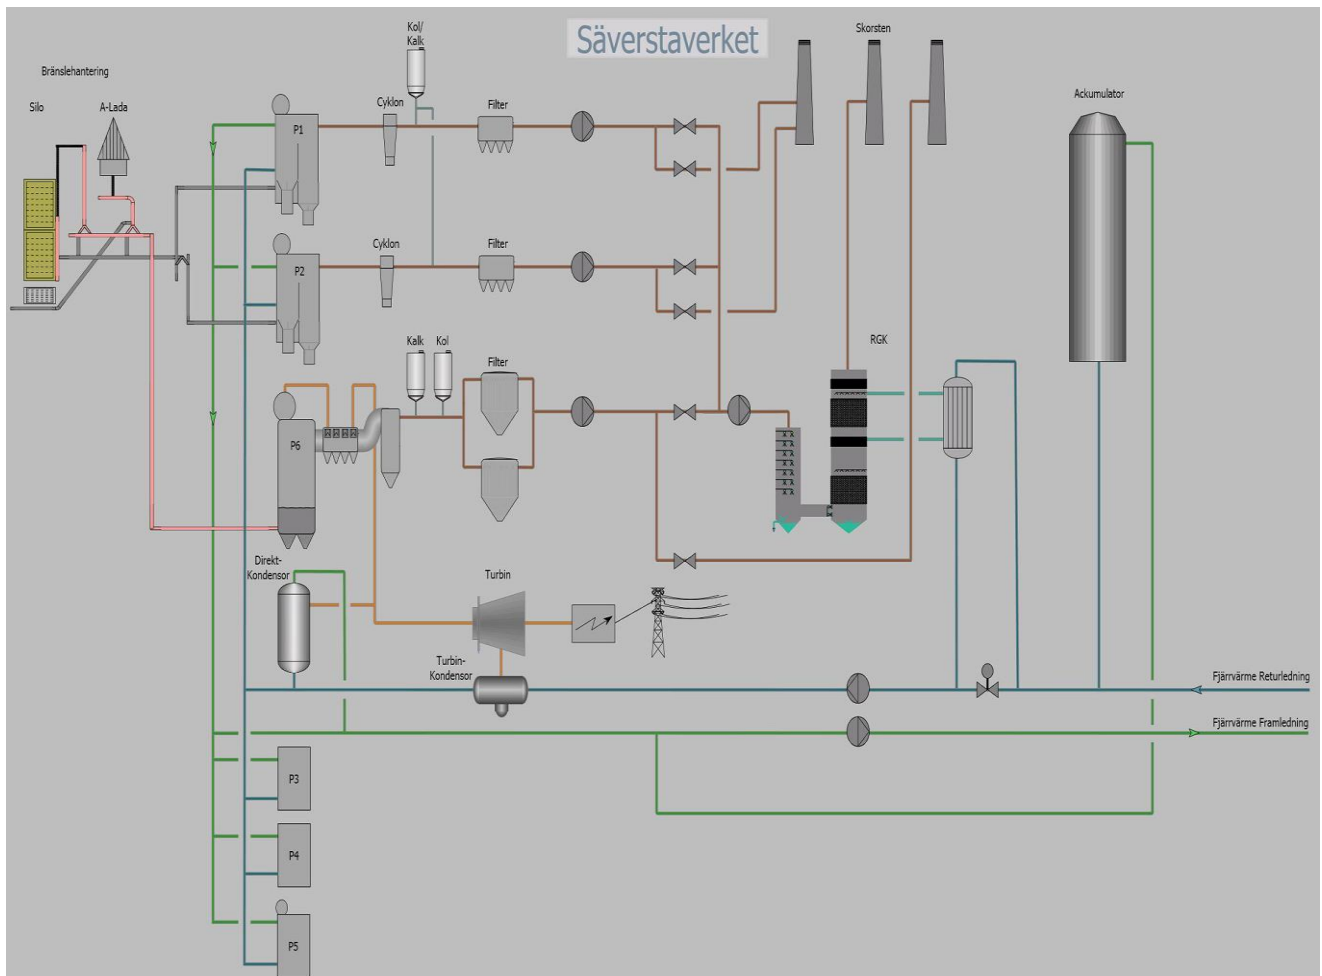 Säverstaverket
Kol/
Kalk
Skorsten
Bränslehantering
Silo
A-Lada
Cyklon
Filter
Ackumulator
P1
Cyklon
Filter
P2
Kalk
Kol
Filter
RGK
P6
Direkt-
Kondensor
Turbin
Turbin-
Kondensor
Fjärrvärme Returledning
Fjärrvärme Framledning
P3
P4
P5